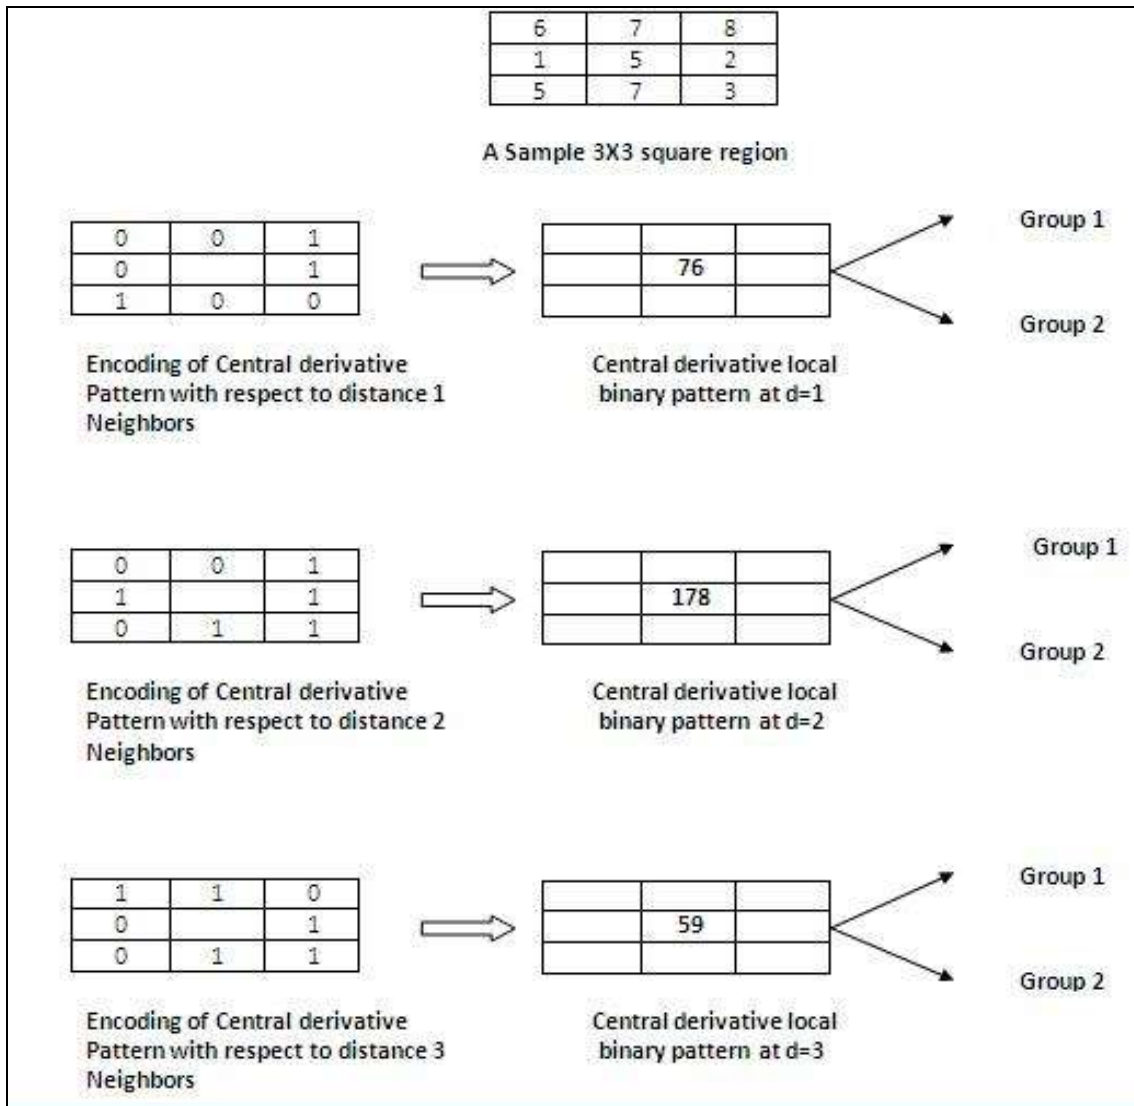 6 7 8
1 5 2
5 7 3
A Sample 3X3 square region
0 0 1
0 1
1 0 0
76
Group 1
Group 2
Encoding of Central derivative
Pattern with respect to distance 1
Neighbors
Central derivative local
binary pattern at d=1
0 0 1
1 1
0 1 1
178
Group 1
Group 2
Encoding of Central derivative
Pattern with respect to distance 2
Neighbors
Central derivative local
binary pattern at d=2
1 1 0
0 1
0 1 1
59
Group 1
Group 2
Encoding of Central derivative
Pattern with respect to distance 3
Neighbors
Central derivative local
binary pattern at d=3